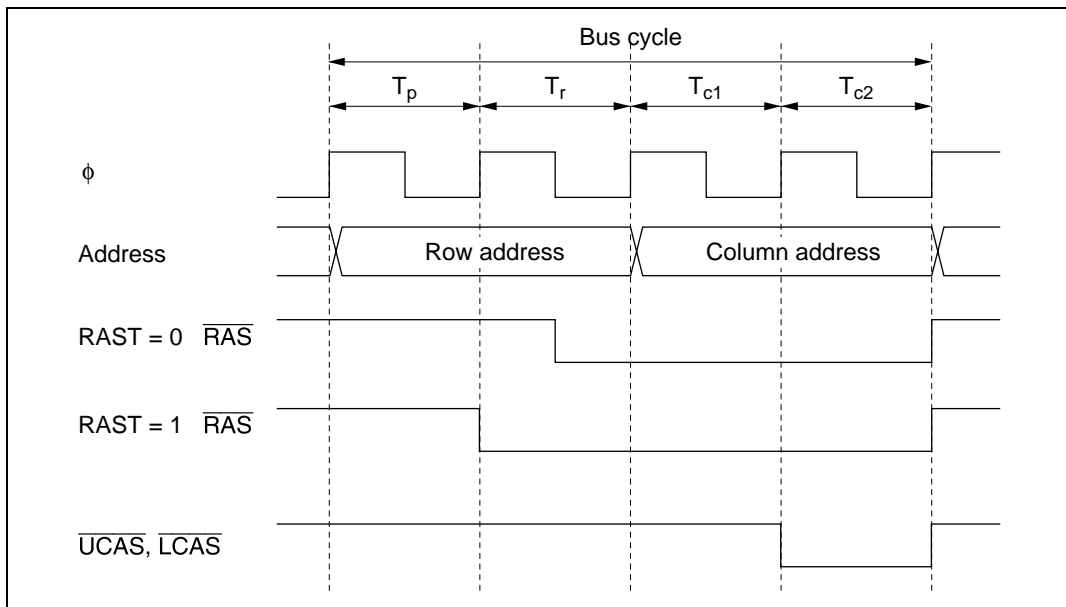 Bus cycle
Tp Tr Tc1 Tc2
ϕ
Address Row address Column address
RAST = 0 RAS
RAST = 1 RAS
UCAS, LCAS